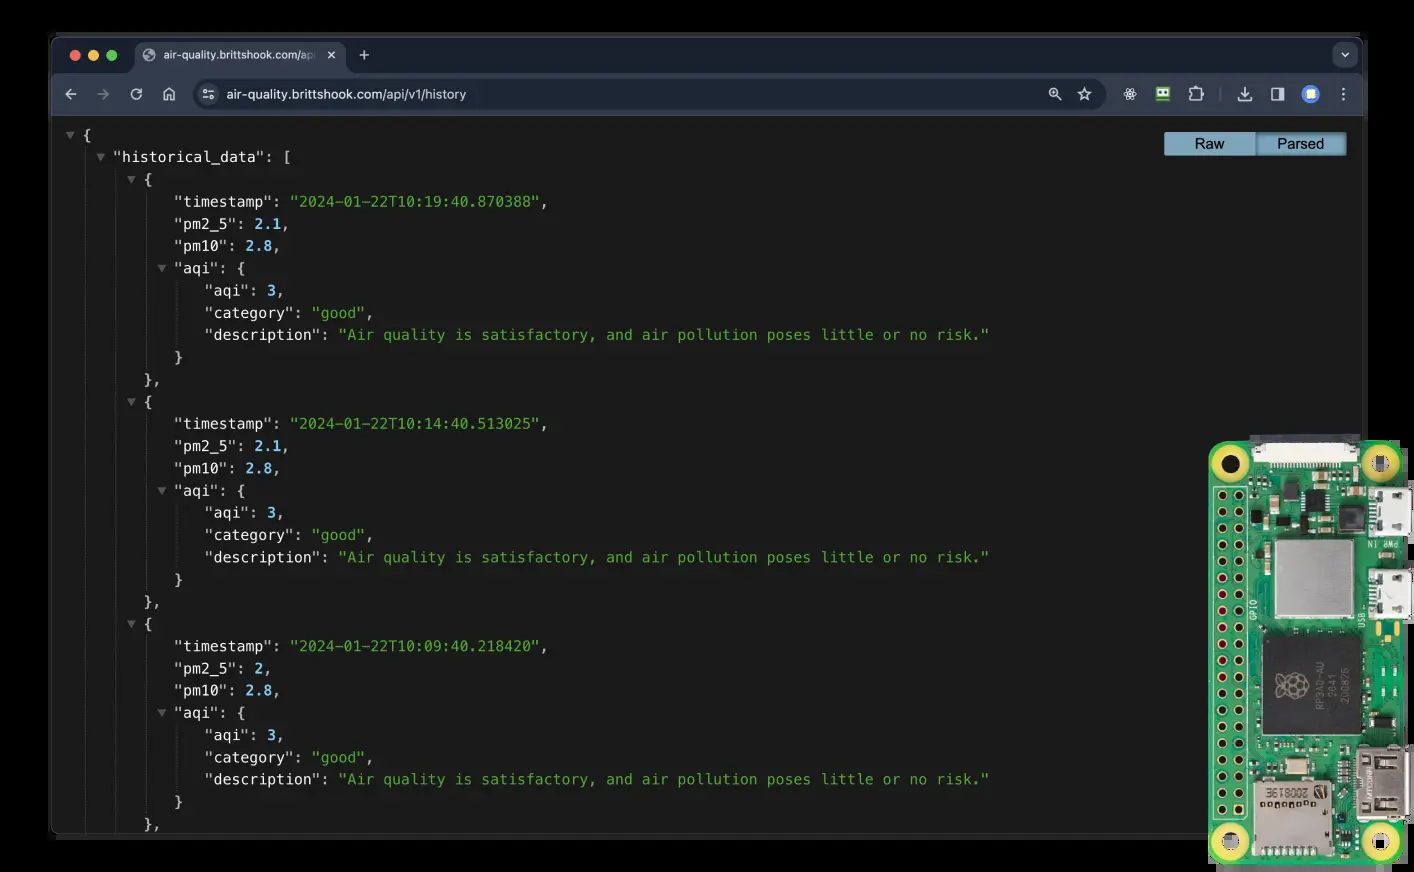 air-quality.brittshook.com/ap
air-quality.brittshook.com/api/v1/history
Raw
Parsed
{
"historical_data": [
{
"timestamp": "2024-01-22T10:19:40.870388",
"pm2_5": 2.1,
"pm10": 2.8,
"aqi": {
"aqi": 3,
"category": "good",
"description": "Air quality is satisfactory, and air pollution poses little or no risk."
}
},
{
"timestamp": "2024-01-22T10:14:40.513025",
"pm2_5": 2.1,
"pm10": 2.8,
"aqi": {
"aqi": 3,
"category": "good",
"description": "Air quality is satisfactory, and air pollution poses little or no risk."
}
},
{
"timestamp": "2024-01-22T10:09:40.218420",
"pm2_5": 2,
"pm10": 2.8,
"aqi": {
"aqi": 3,
"category": "good",
"description": "Air quality is satisfactory, and air pollution poses little or no risk."
}
},
PWR IN
GPIO
USB
RP3A0-AU
2041
200826
200819E